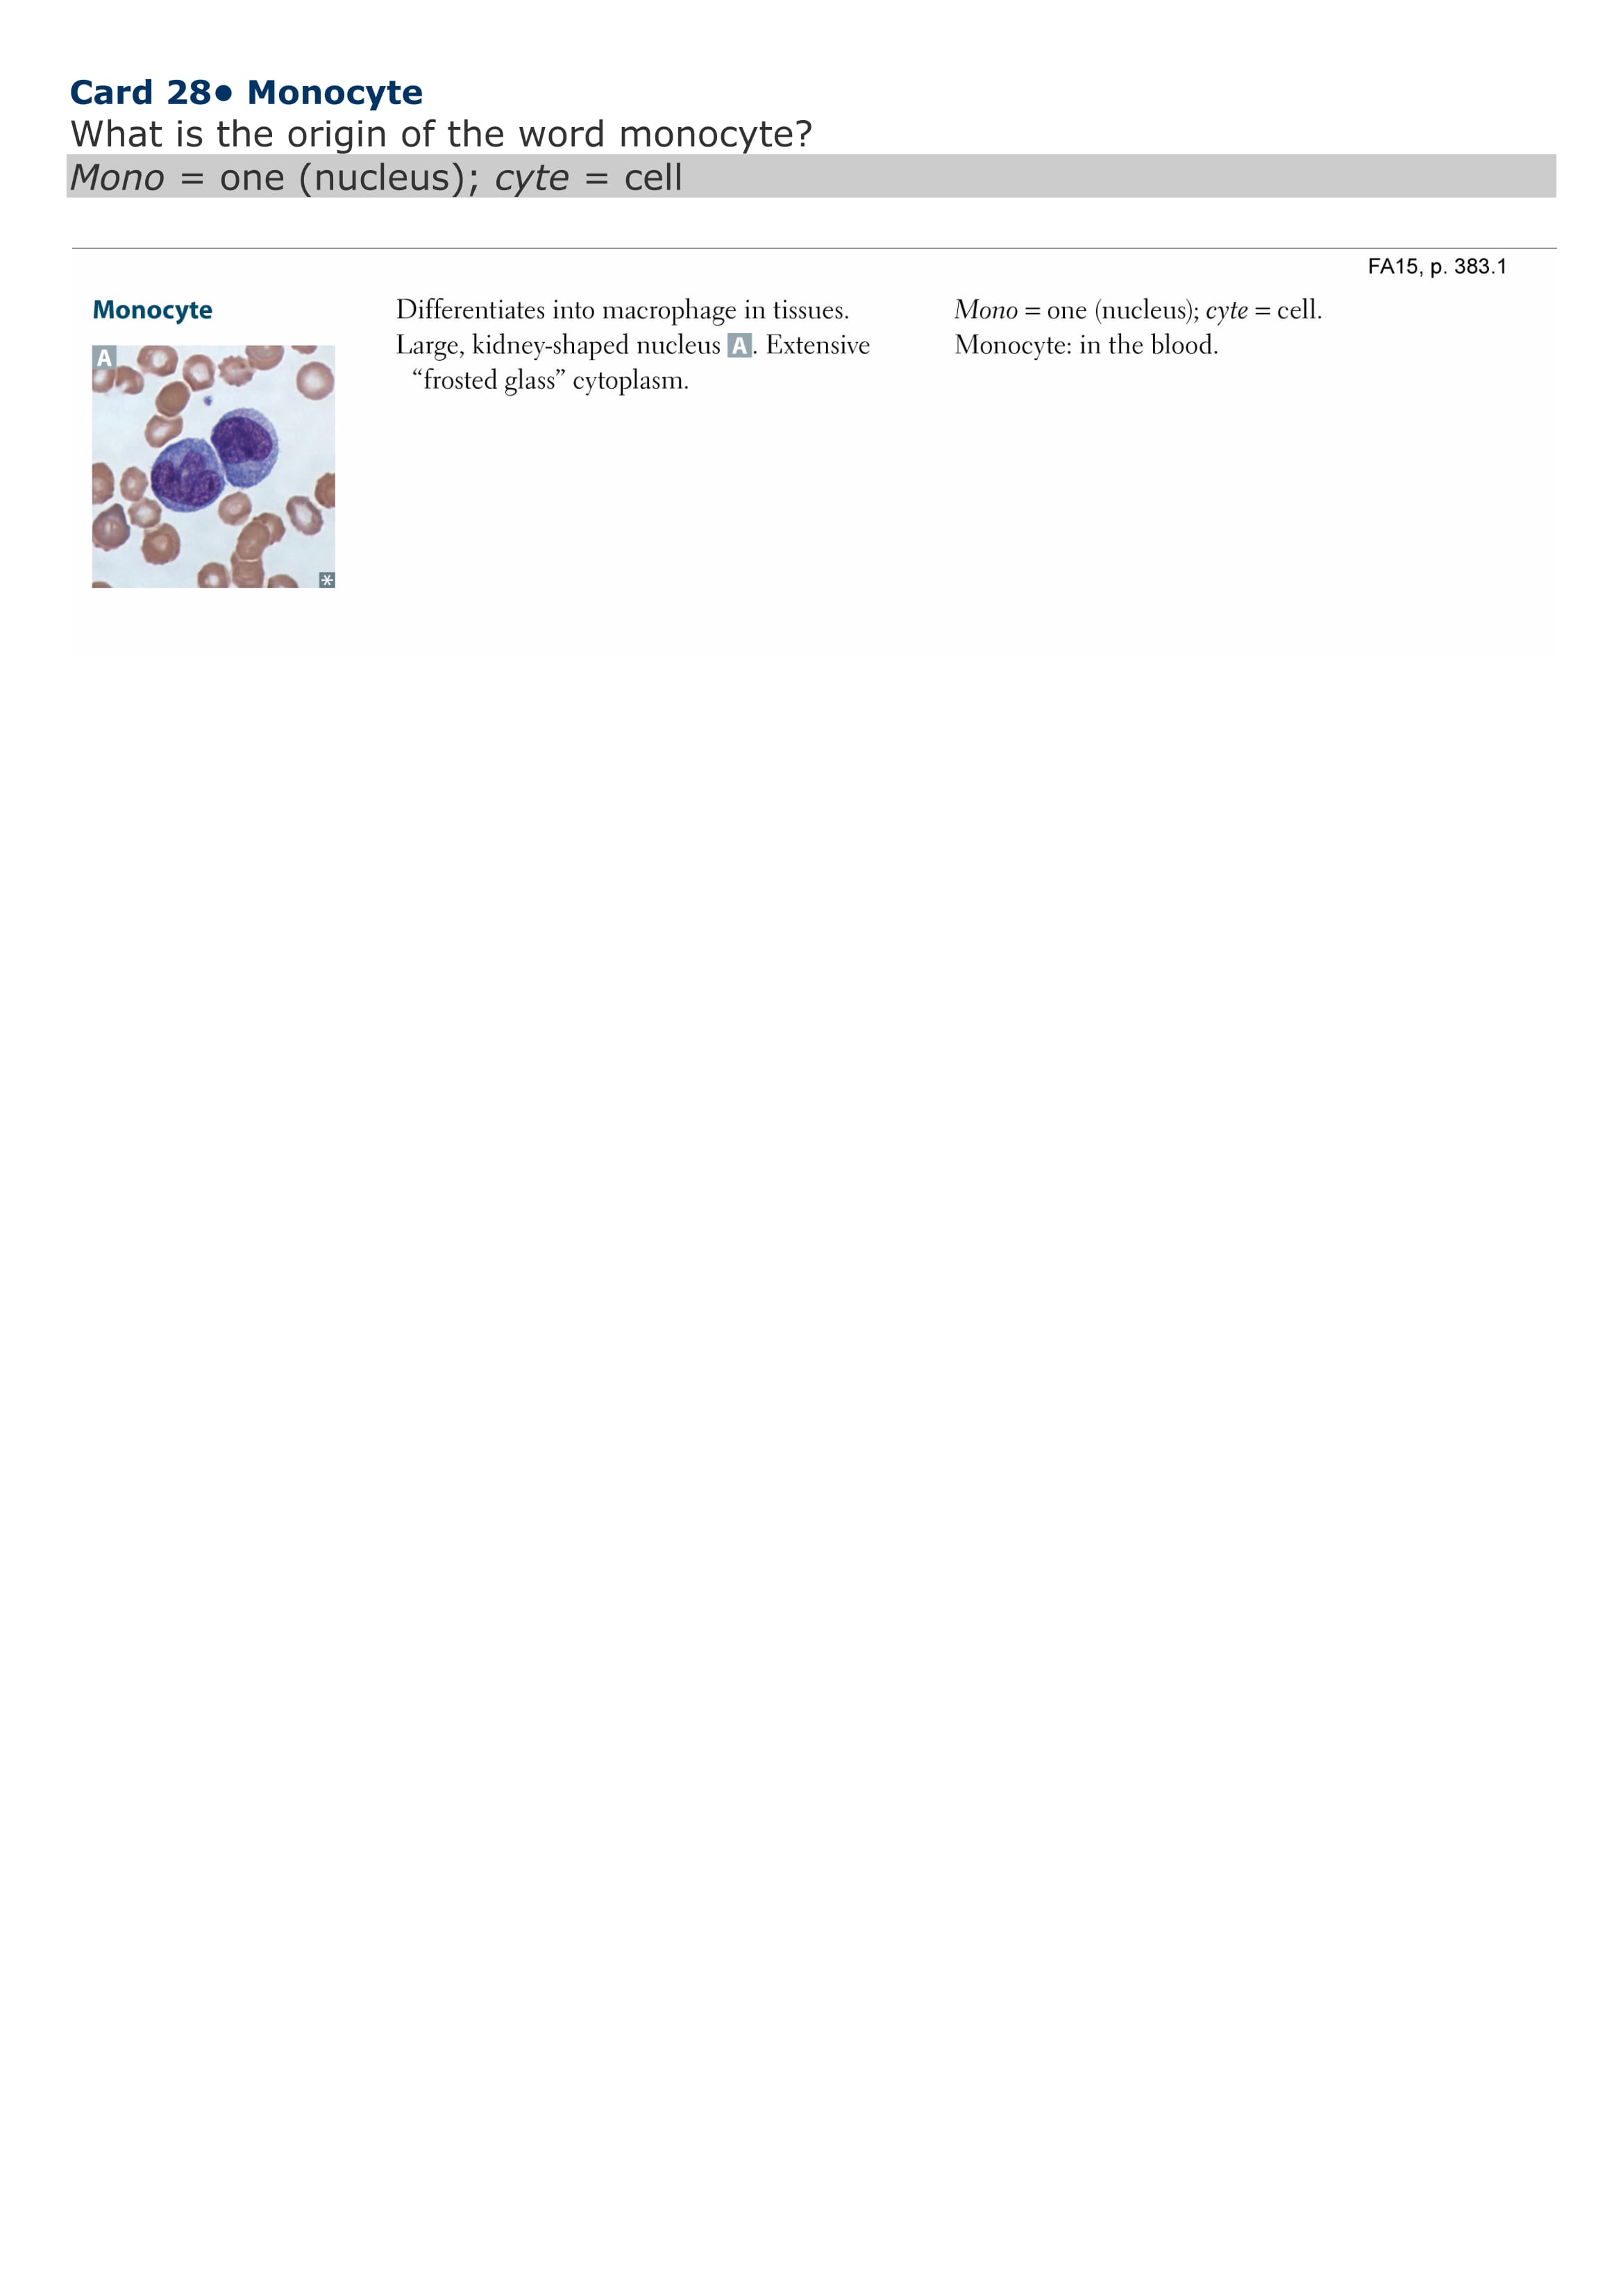 Card 28• Monocyte
What is the origin of the word monocyte?
Mono = one (nucleus); cyte = cell
FA15, p. 383.1
Monocyte
A
*
Differentiates into macrophage in tissues.
Large, kidney-shaped nucleus A. Extensive
“frosted glass” cytoplasm.
Mono = one (nucleus); cyte = cell.
Monocyte: in the blood.